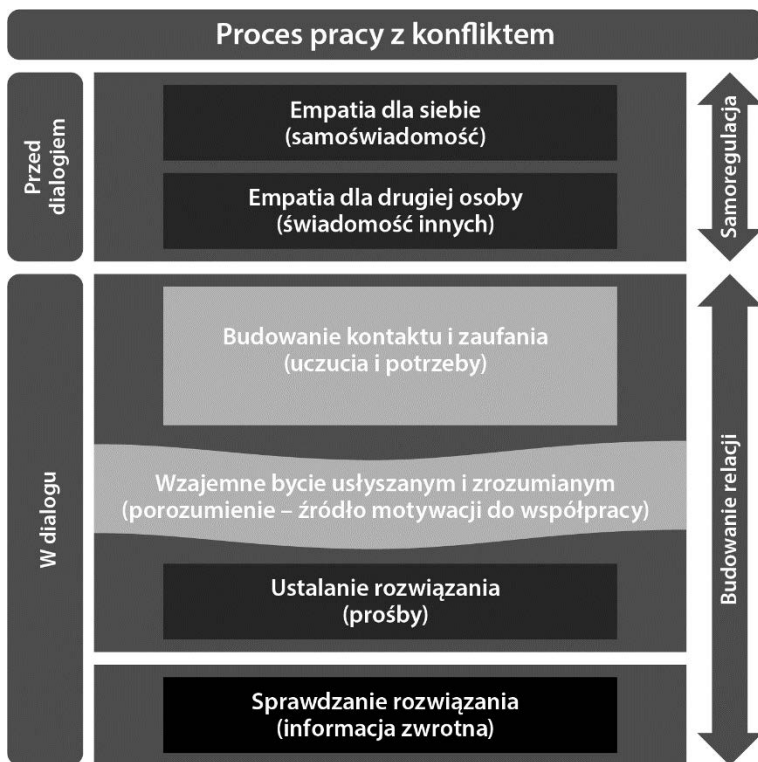 Proces pracy z konfliktem
Przed
dialogiem
Empatia dla siebie
(samoświadomość)
Empatia dla drugiej osoby
(świadomość innych)
Samoregulacja
W dialogu
Budowanie kontaktu i zaufania
(uczucia i potrzeby)
Wzajemne bycie usłyszanym i zrozumianym
(porozumienie – źródło motywacji do współpracy)
Ustalanie rozwiązania
(prośby)
Sprawdzanie rozwiązania
(informacja zwrotna)
Budowanie relacji